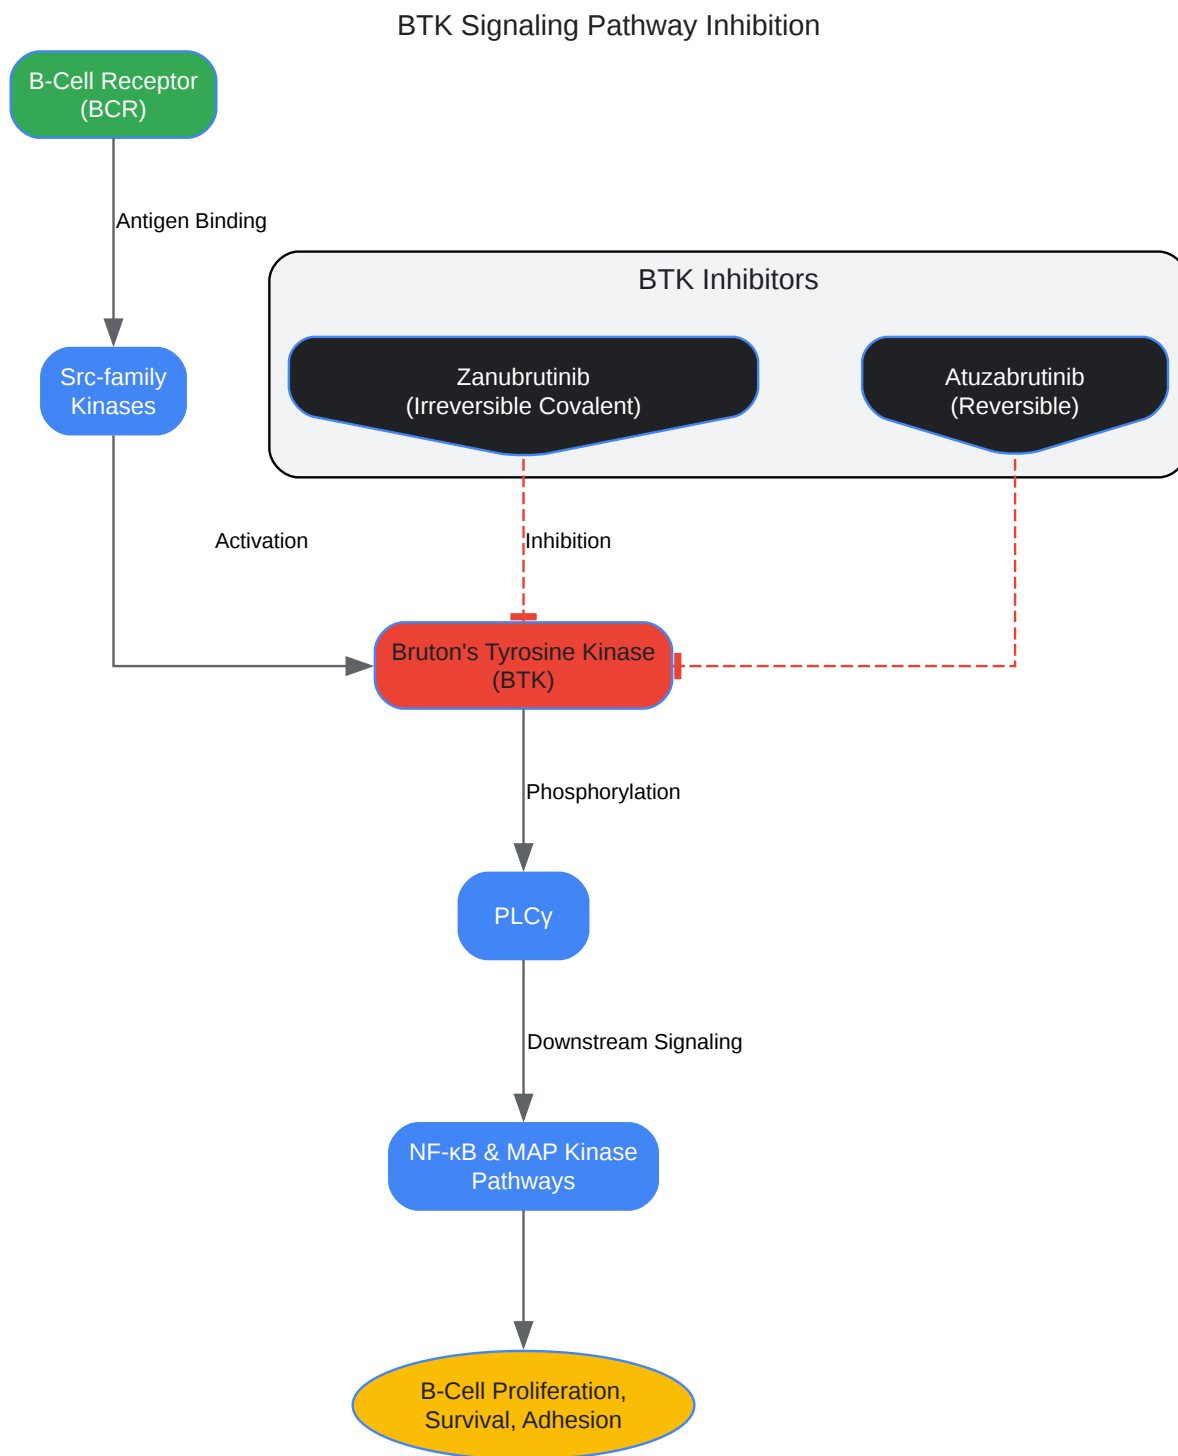 BTK Signaling Pathway Inhibition
B-Cell Receptor
(BCR)
Antigen Binding
BTK Inhibitors
Src-family
Kinases
Zanubrutinib
(Irreversible Covalent)
Atuzabrutinib
(Reversible)
Activation
Inhibition
Bruton's Tyrosine Kinase
(BTK)
Phosphorylation
PLCγ
Downstream Signaling
NF-κB & MAP Kinase
Pathways
B-Cell Proliferation,
Survival, Adhesion